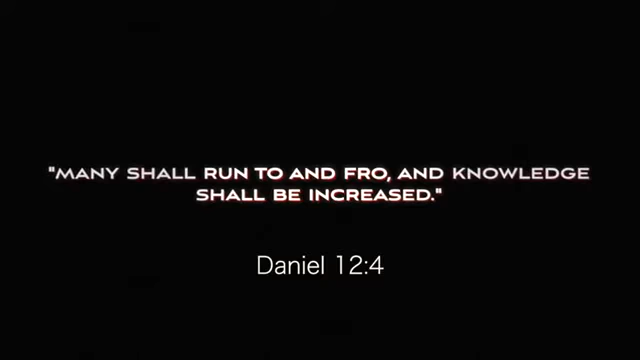 "MANY SHALL RUN TO AND FRO, AND KNOWLEDGE
SHALL BE INCREASED."
Daniel 12:4